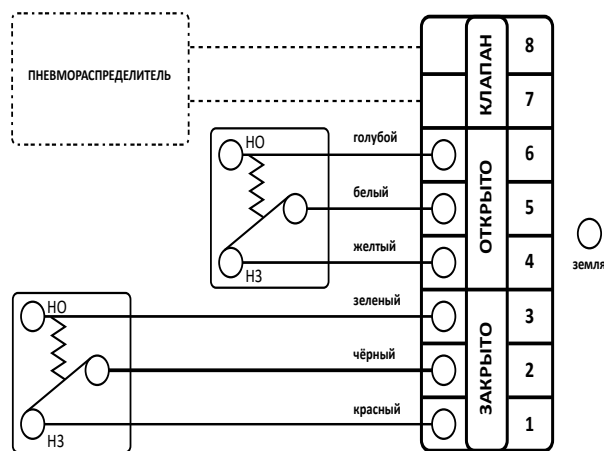 ПНЕВМОРАСПРЕДЕЛИТЕЛЬ
КЛАПАН
8
7
НО
голубой
6
белый
ОТКРЫТО
5
желтый
4
НЗ
земля
НО
зеленый
3
чёрный
ЗАКРЫТО
2
красный
1
НЗ